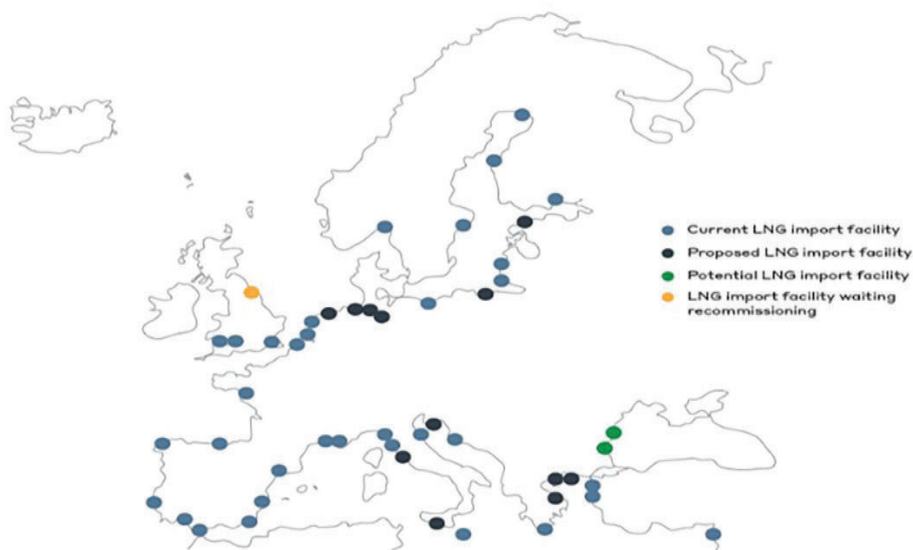 Current LNG import facility
Proposed LNG import facility
Potential LNG import facility
LNG import facility waiting
recommissioning